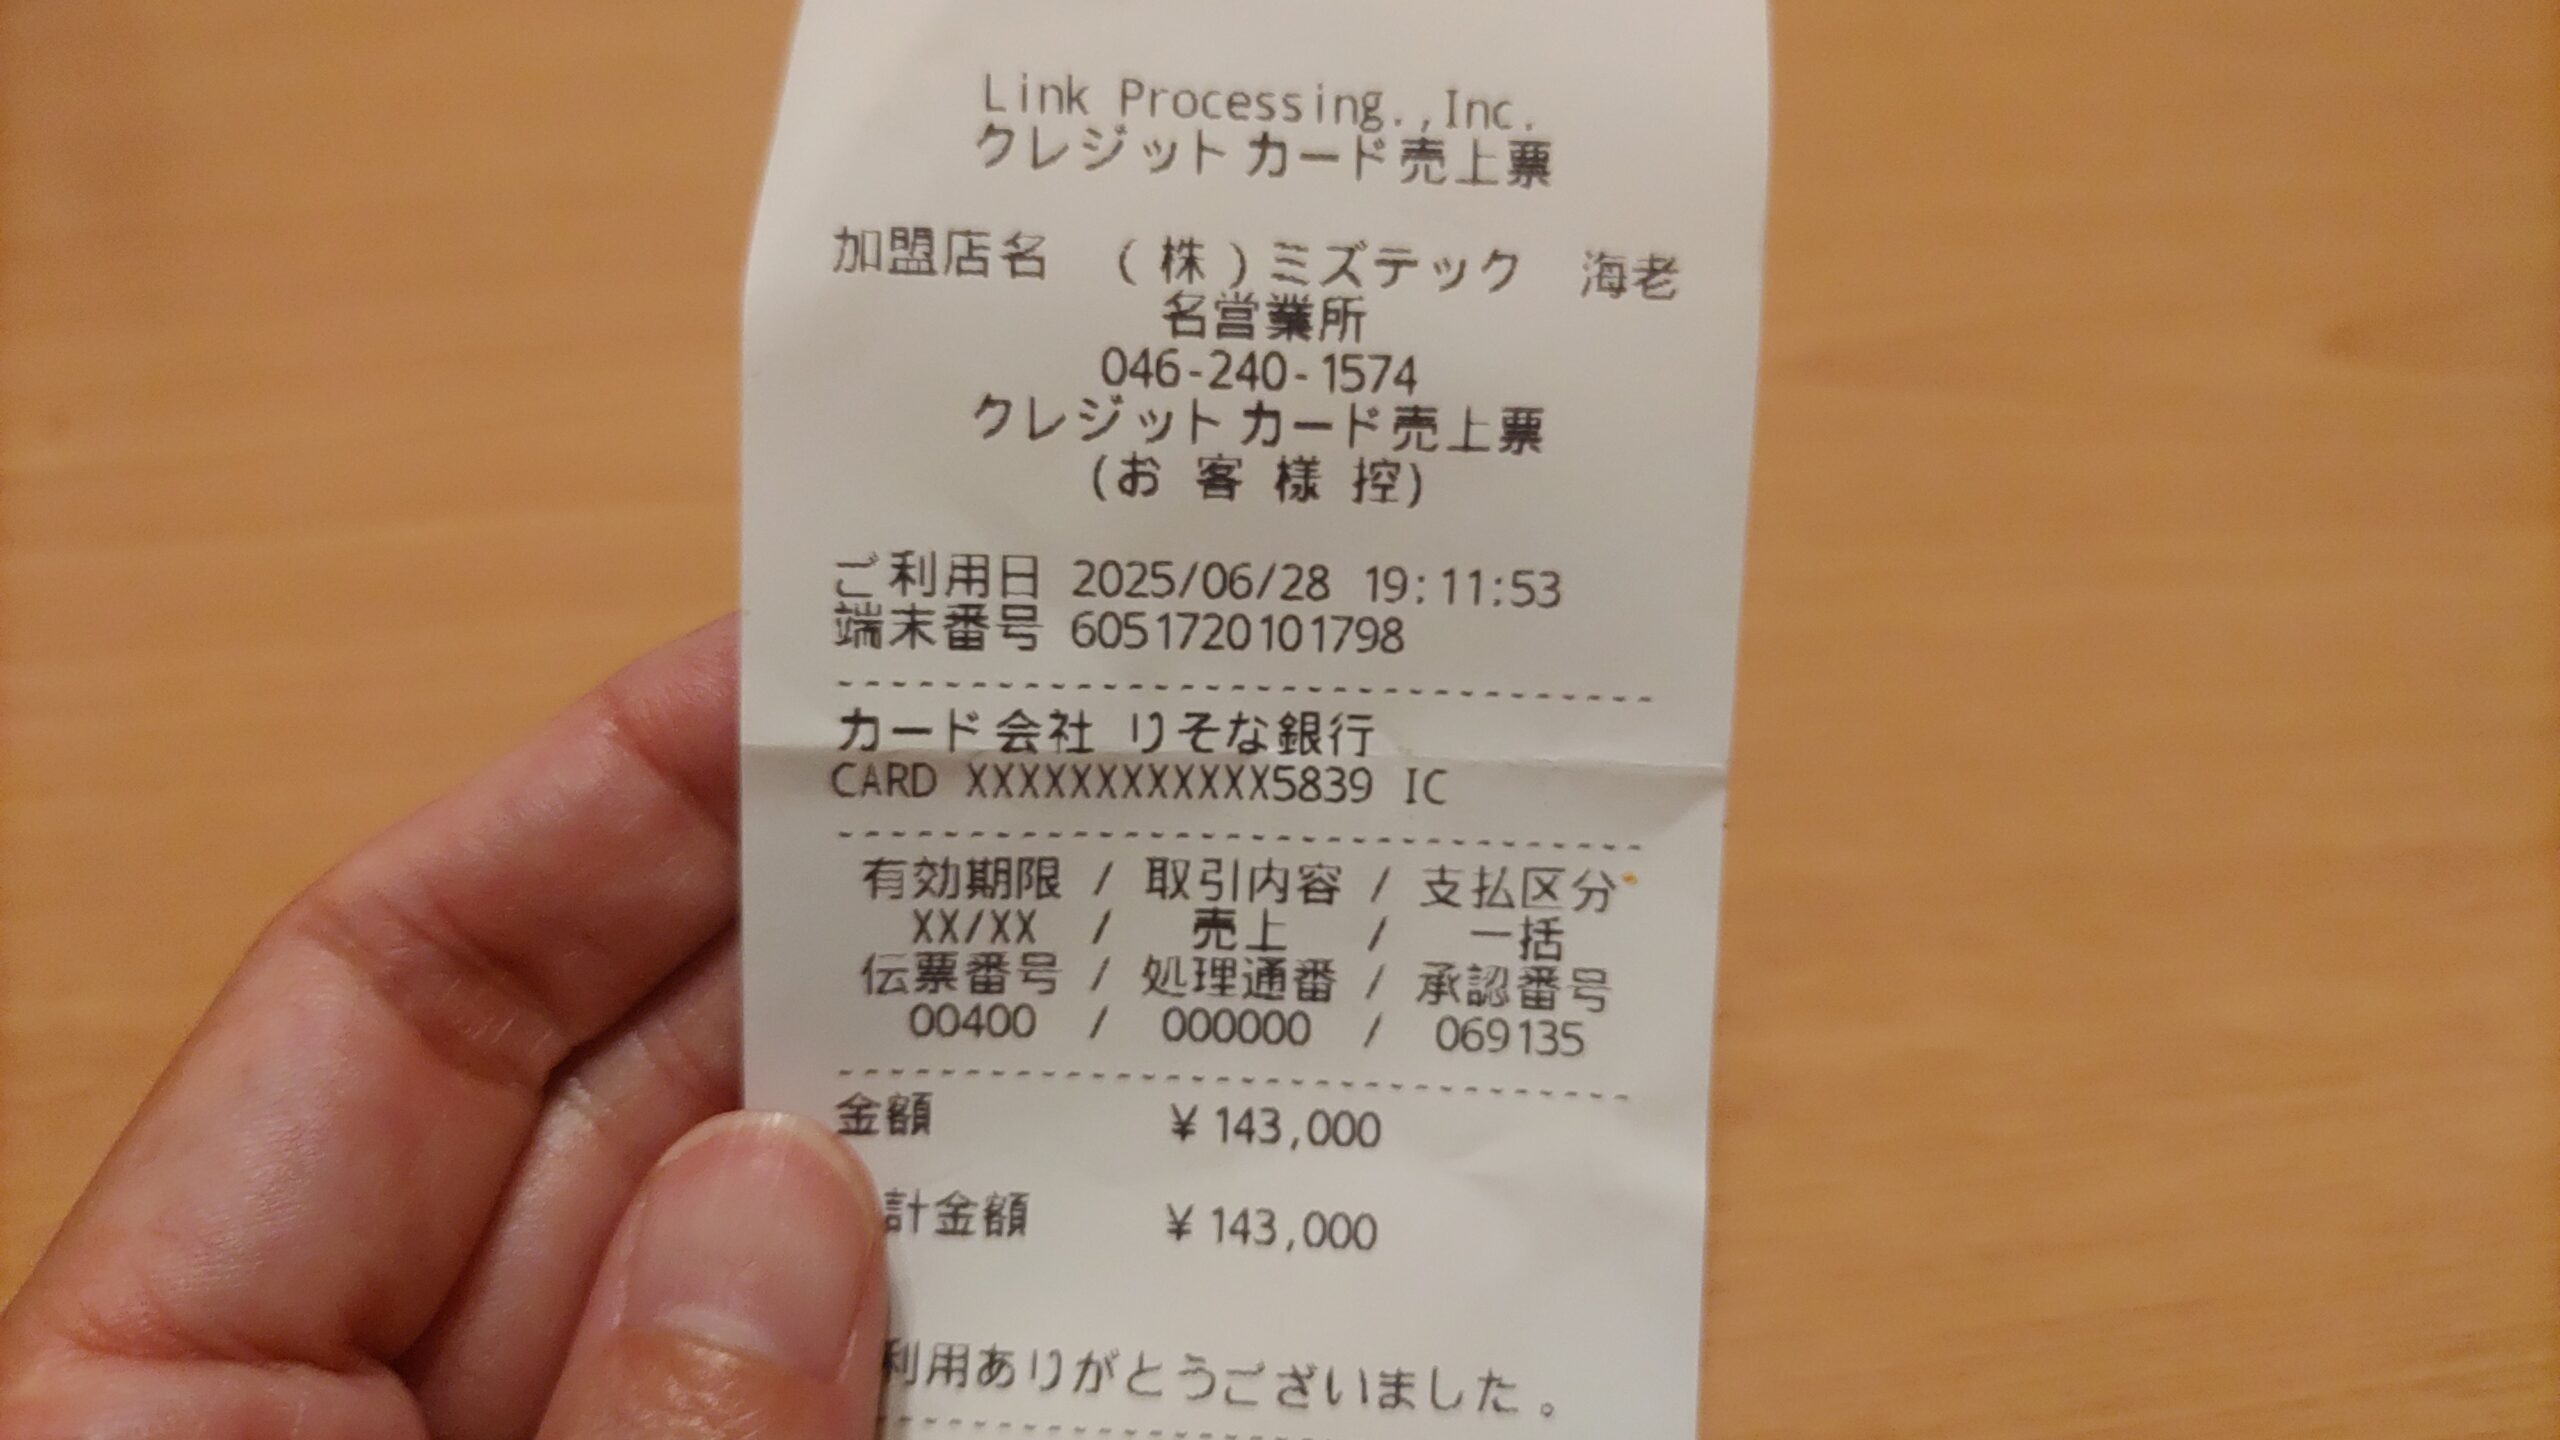 Link Processing.,Inc.
クレジットカード売上票
加盟店名 (株)ミズテック 海老
名営業所
046-240-1574
クレジットカード売上票
(お客様控)
ご利用日 2025/06/28 19:11:53
端末番号 6051720101798
カード会社 りそな銀行
CARD XXXXXXXXXXXX5839 IC
有効期限 / 取引内容 / 支払区分
XX/XX / 売上 / 一括
伝票番号 / 処理通番 / 承認番号
00400 / 000000 / 069135
金額 ¥143,000
計金額 ¥143,000
利用ありがとうございました。